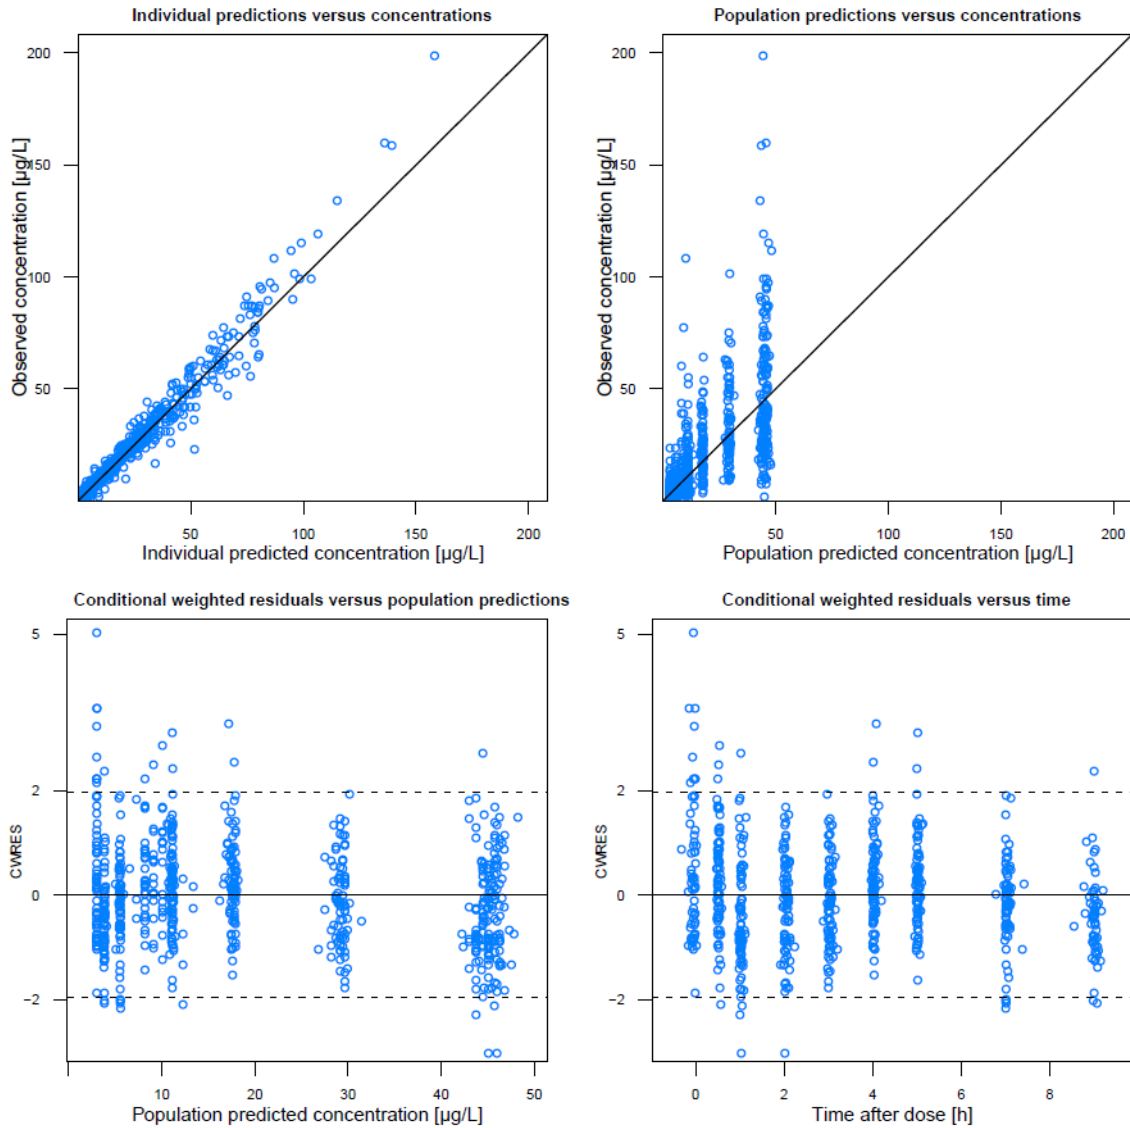 Individual predictions versus concentrations
200
150
100
50
Observed concentration [µg/L]
50
100
150
200
Individual predicted concentration [µg/L]
Population predictions versus concentrations
200
150
100
50
Observed concentration [µg/L]
50
100
150
200
Population predicted concentration [µg/L]
Conditional weighted residuals versus population predictions
5
2
0
−2
CWRES
10
20
30
40
50
Population predicted concentration [µg/L]
Conditional weighted residuals versus time
5
2
0
−2
CWRES
0
2
4
6
8
Time after dose [h]